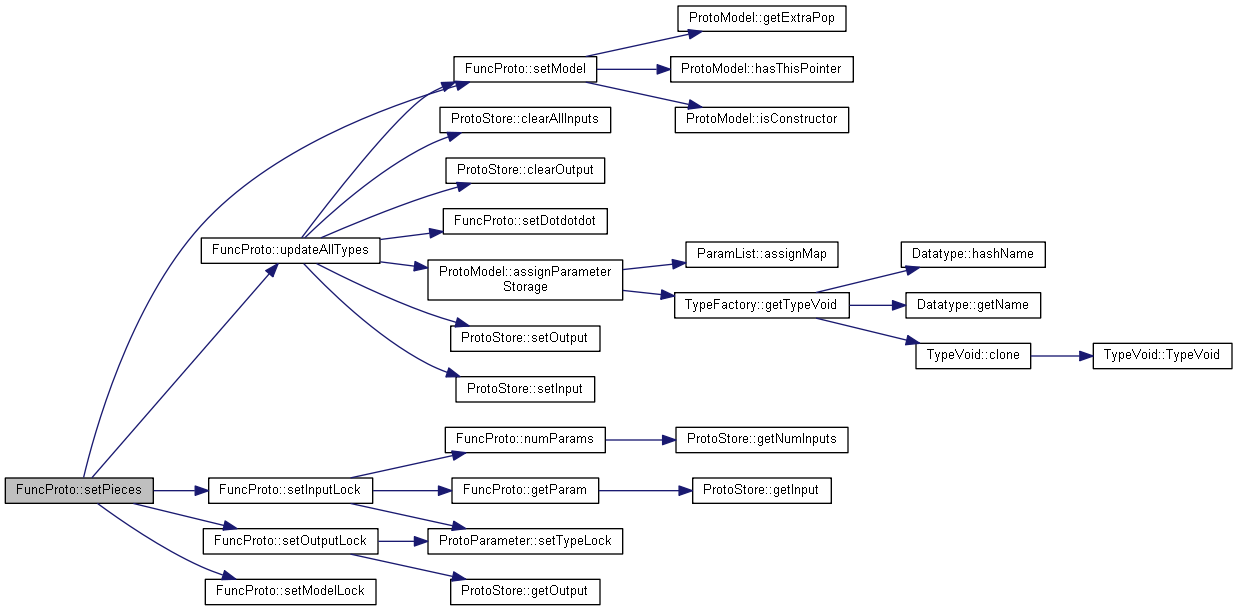 ProtoModel::getExtraPop
FuncProto::setModel
ProtoModel::hasThisPointer
ProtoStore::clearAllInputs
ProtoModel::isConstructor
ProtoStore::clearOutput
FuncProto::setDotdotdot
FuncProto::updateAllTypes
ParamList::assignMap
Datatype::hashName
ProtoModel::assignParameter
Storage
TypeFactory::getTypeVoid
Datatype::getName
ProtoStore::setOutput
TypeVoid::clone
TypeVoid::TypeVoid
ProtoStore::setInput
FuncProto::numParams
ProtoStore::getNumInputs
FuncProto::setPieces
FuncProto::setInputLock
FuncProto::getParam
ProtoStore::getInput
FuncProto::setOutputLock
ProtoParameter::setTypeLock
FuncProto::setModelLock
ProtoStore::getOutput